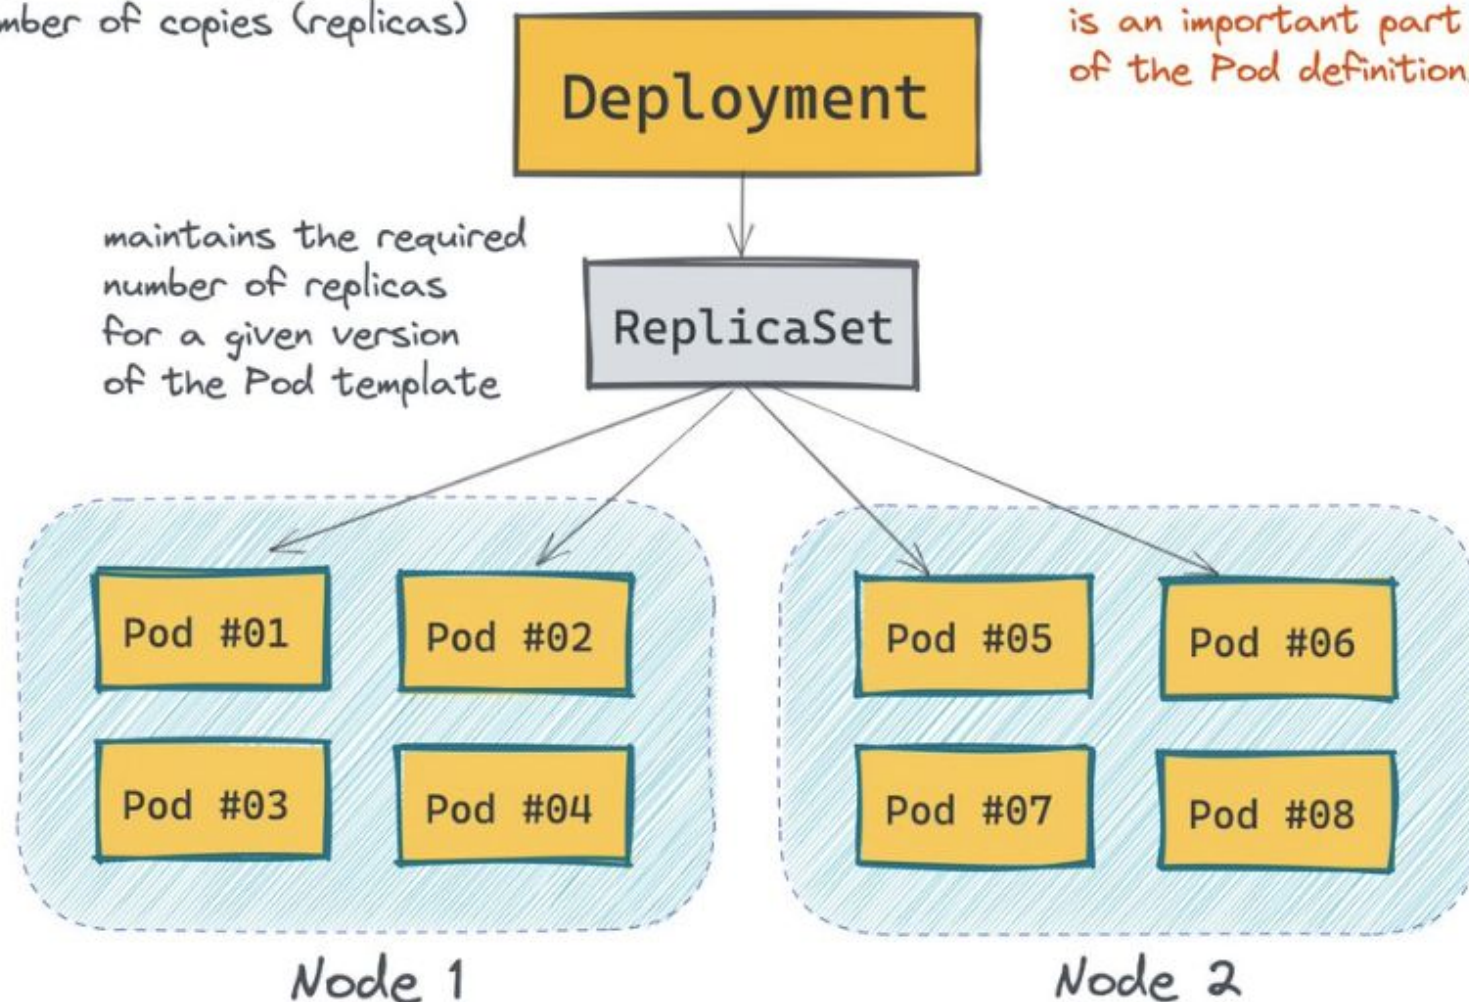 of copies (replicas)
is an important part
of the Pod definition
Deployment
maintains the required
number of replicas
for a given version
of the Pod template
ReplicaSet
Pod #01
Pod #02
Pod #05
Pod #06
Pod #03
Pod #04
Pod #07
Pod #08
Node 1
Node 2